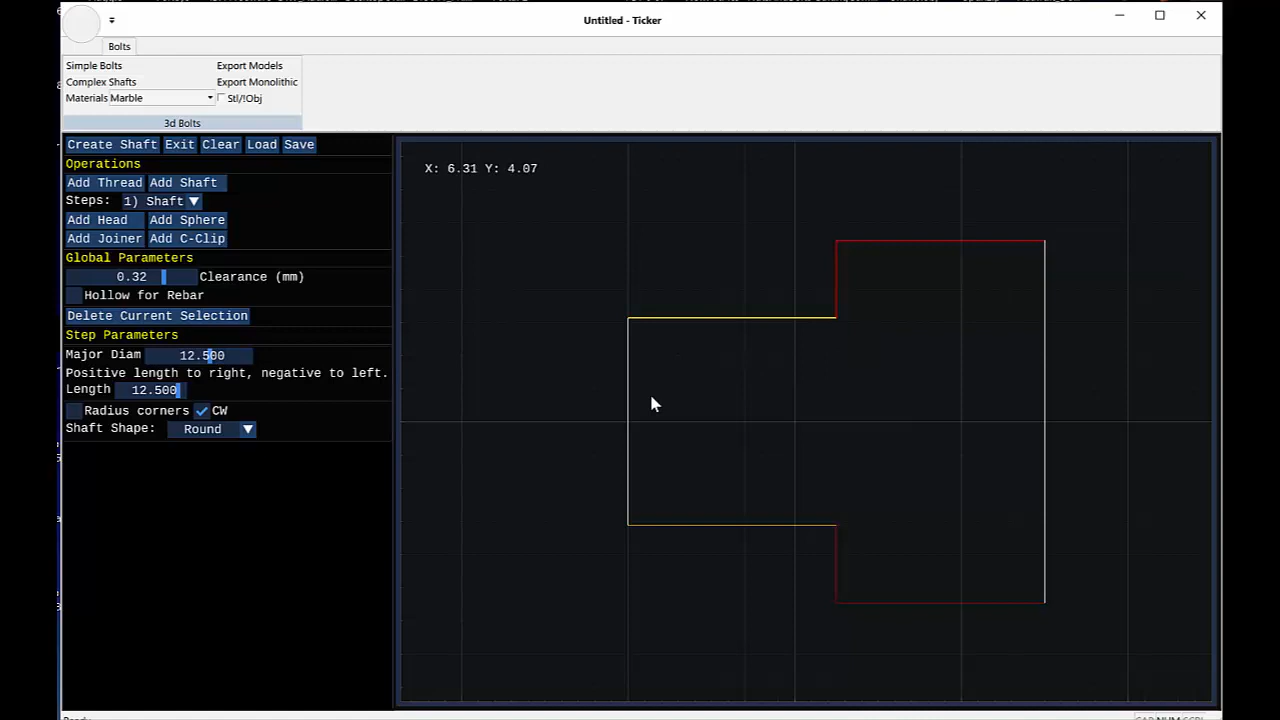 Untitled - Ticker
Bolts
Simple Bolts Export Models
Complex Shafts Export Monolithic
Materials Marble Stl/!Obj
3d Bolts
Create Shaft Exit Clear Load Save
Operations
Add Thread Add Shaft
Steps: 1) Shaft
Add Head Add Sphere
Add Joiner Add C-Clip
Global Parameters
0.32 Clearance (mm)
Hollow for Rebar
Delete Current Selection
Step Parameters
Major Diam 12.500
Positive length to right, negative to left.
Length 12.500
Radius corners CW
Shaft Shape: Round
X: 6.31 Y: 4.07